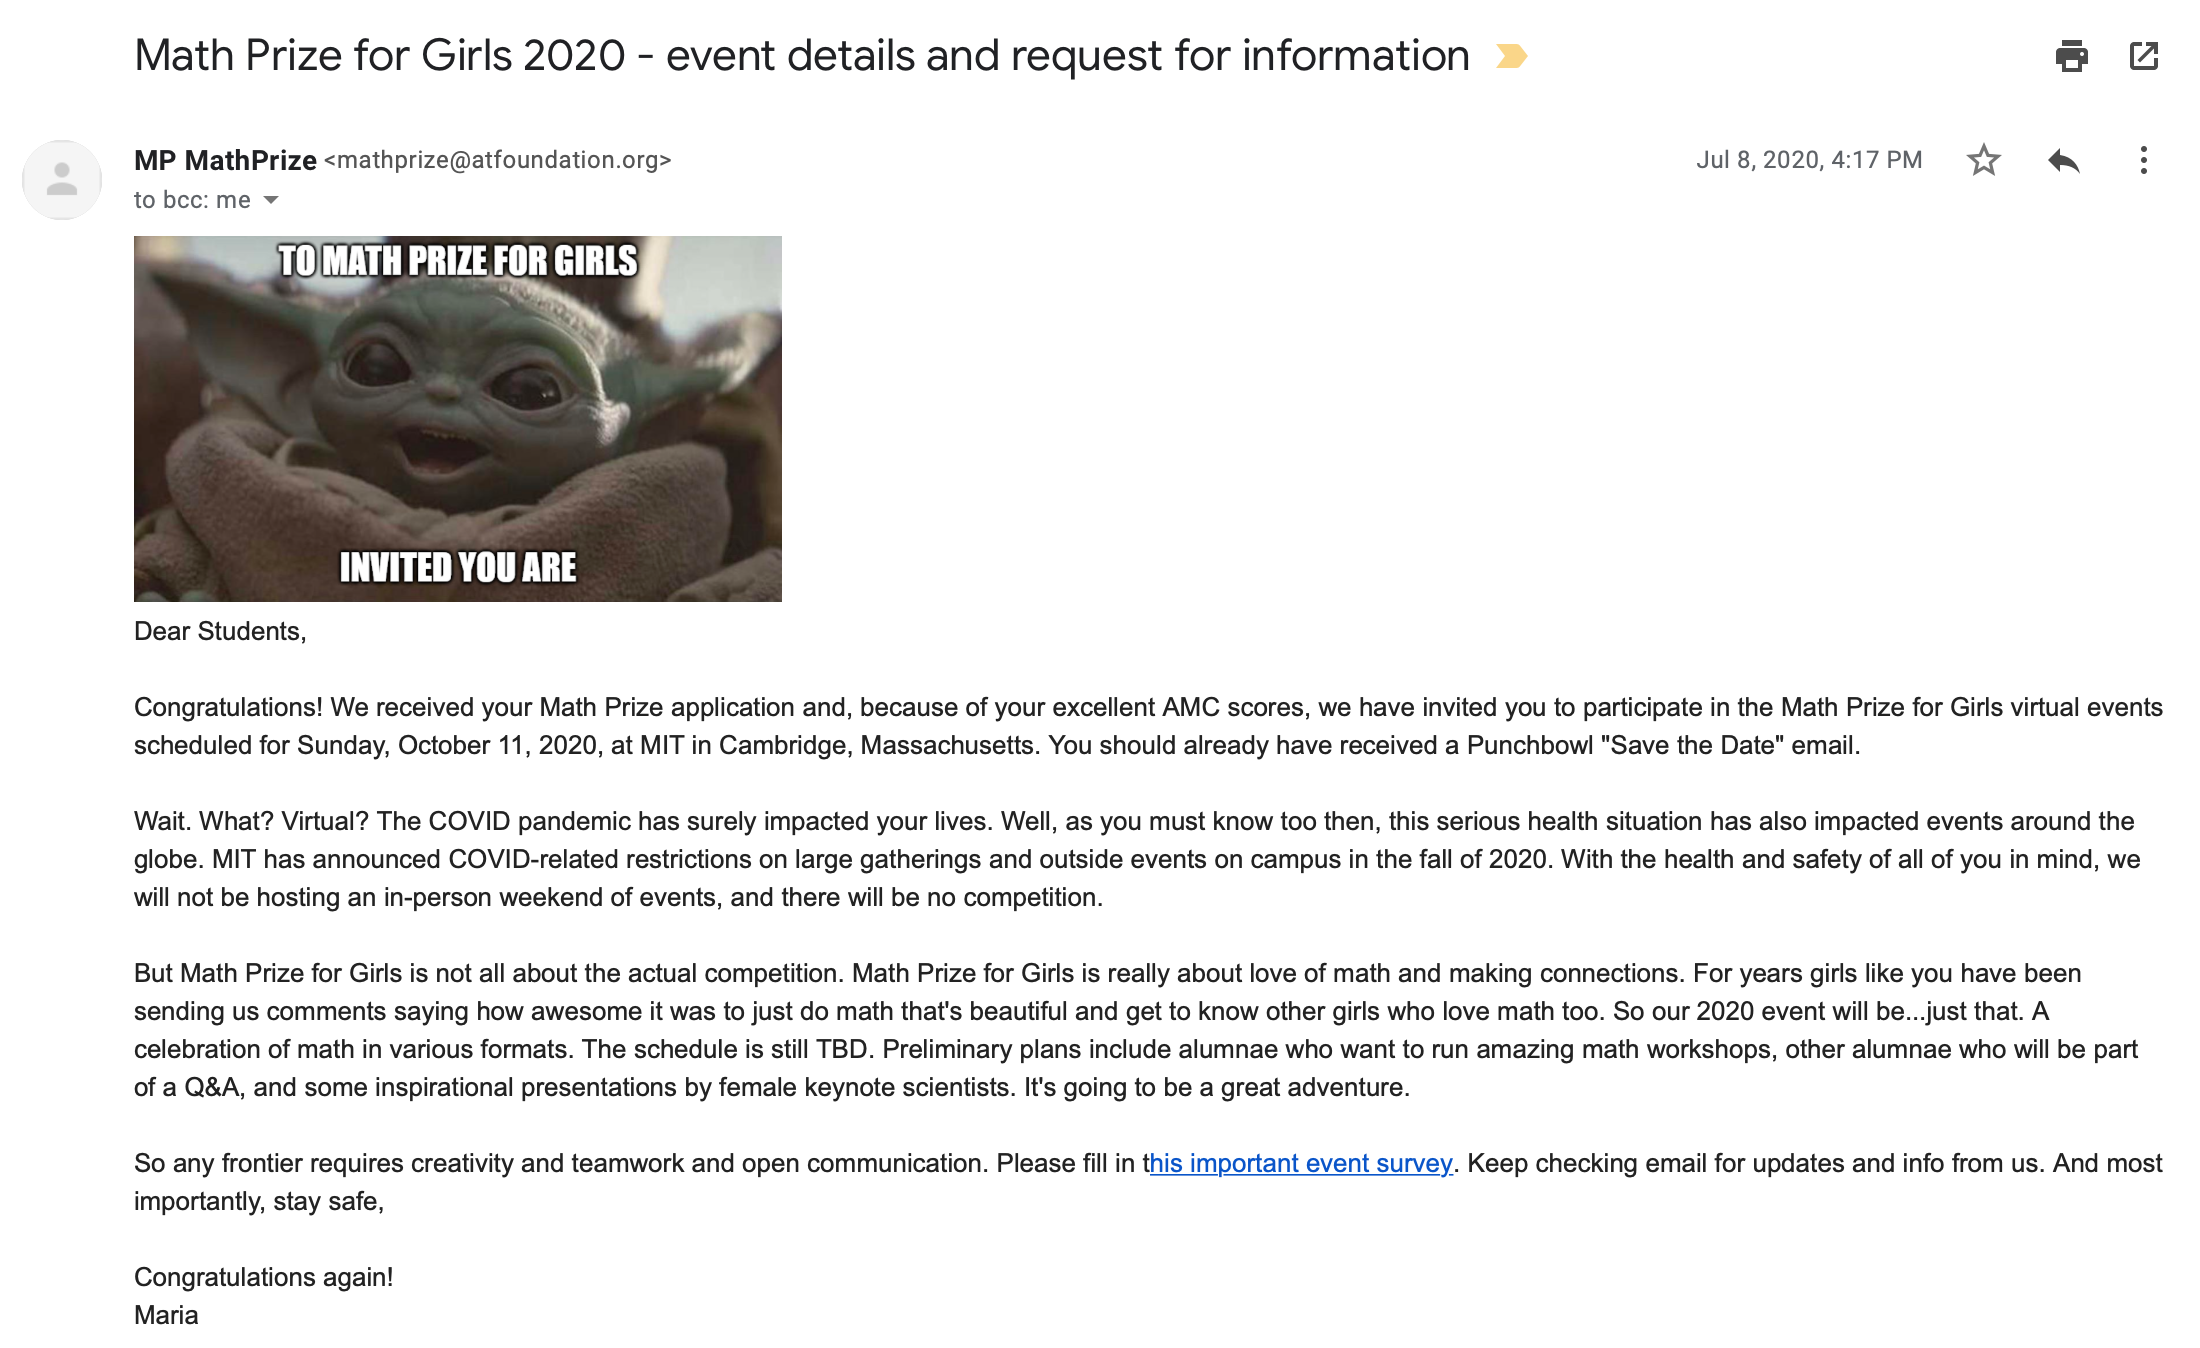 Math Prize for Girls 2020 - event details and request for information
MP MathPrize <mathprize@atfoundation.org>
Jul 8, 2020, 4:17 PM
to bcc: me
TO MATH PRIZE FOR GIRLS
INVITED YOU ARE
Dear Students,
Congratulations! We received your Math Prize application and, because of your excellent AMC scores, we have invited you to participate in the Math Prize for Girls virtual events
scheduled for Sunday, October 11, 2020, at MIT in Cambridge, Massachusetts. You should already have received a Punchbowl "Save the Date" email.
Wait. What? Virtual? The COVID pandemic has surely impacted your lives. Well, as you must know too then, this serious health situation has also impacted events around the
globe. MIT has announced COVID-related restrictions on large gatherings and outside events on campus in the fall of 2020. With the health and safety of all of you in mind, we
will not be hosting an in-person weekend of events, and there will be no competition.
But Math Prize for Girls is not all about the actual competition. Math Prize for Girls is really about love of math and making connections. For years girls like you have been
sending us comments saying how awesome it was to just do math that's beautiful and get to know other girls who love math too. So our 2020 event will be...just that. A
celebration of math in various formats. The schedule is still TBD. Preliminary plans include alumnae who want to run amazing math workshops, other alumnae who will be part
of a Q&A, and some inspirational presentations by female keynote scientists. It's going to be a great adventure.
So any frontier requires creativity and teamwork and open communication. Please fill in this important event survey. Keep checking email for updates and info from us. And most
importantly, stay safe,
Congratulations again!
Maria